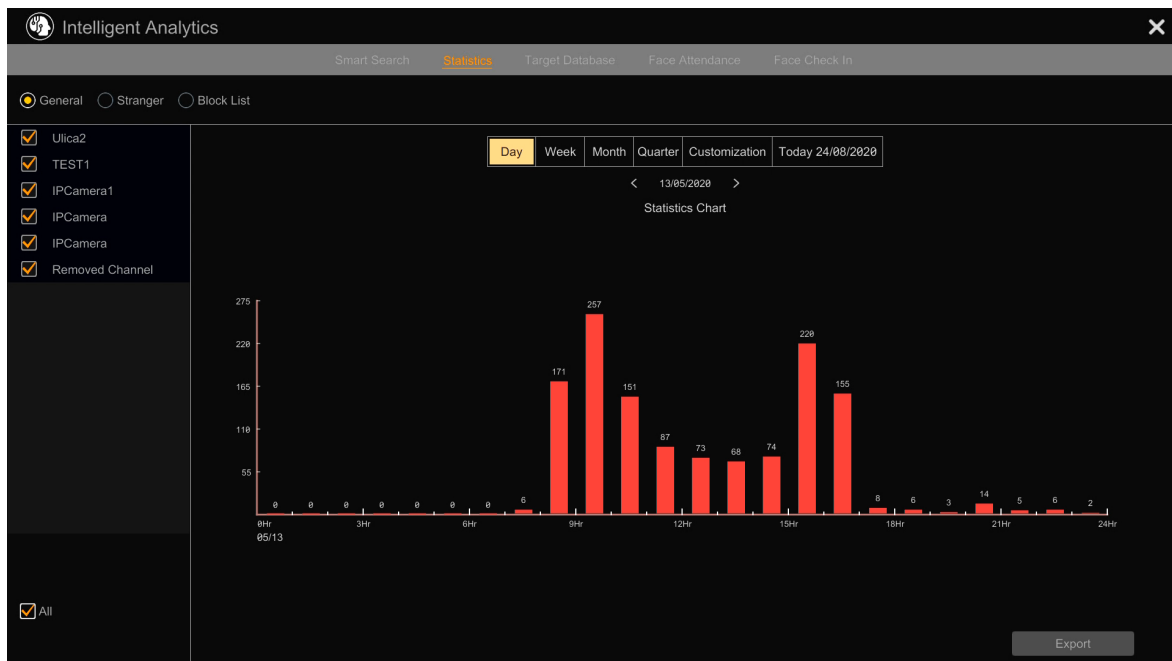 Intelligent Analytics
Smart Search Statistics Target Database Face Attendance Face Check In
General Stranger Block List
Ulica2
TEST1
IPCamera1
IPCamera
IPCamera
Removed Channel
All
Day Week Month Quarter Customization Today 24/08/2020
< 13/05/2020 >
Statistics Chart
275
220
165
110
55
0 0 0 0 0 0 0 6 171 257 151 87 73 68 74 220 155 8 6 3 14 5 6 2
0Hr 3Hr 6Hr 9Hr 12Hr 15Hr 18Hr 21Hr 24Hr
05/13
Export